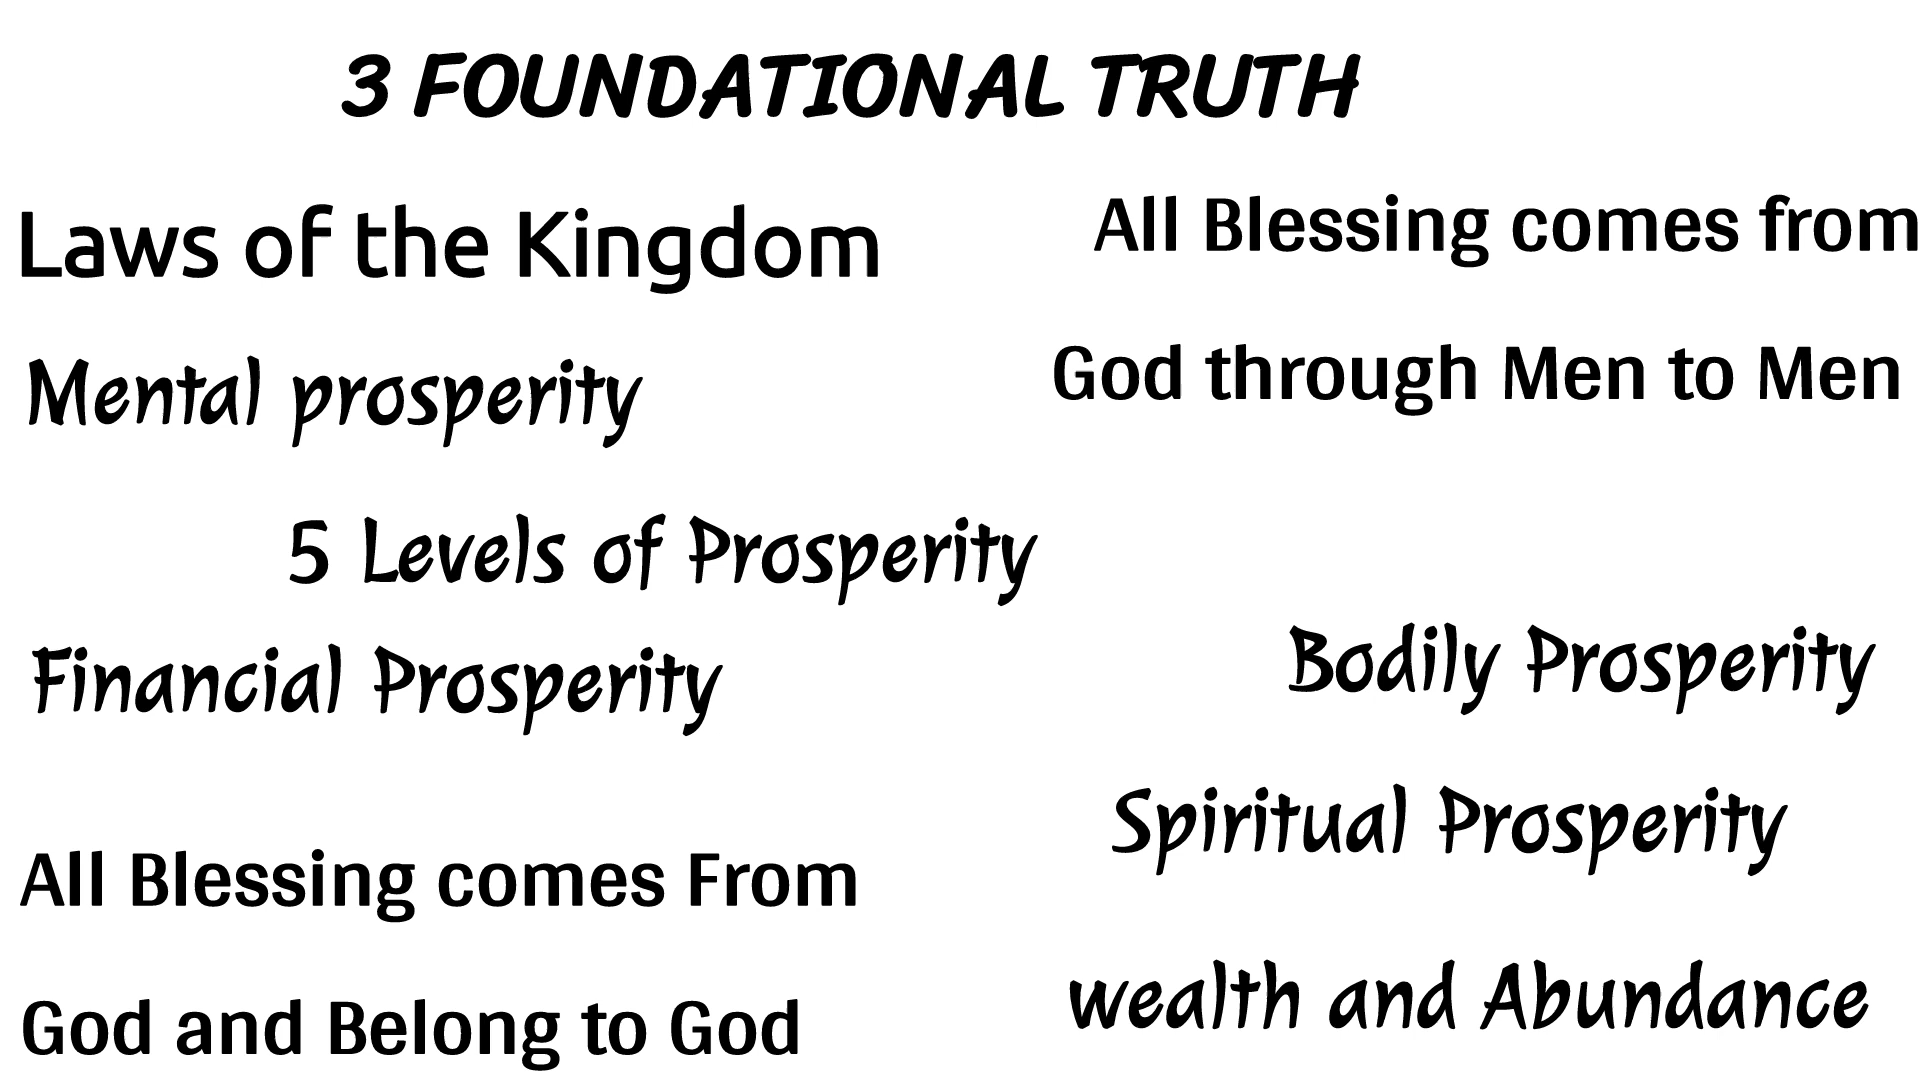 3 FOUNDATIONAL TRUTH
Laws of the Kingdom
All Blessing comes from
God through Men to Men
Mental prosperity
5 Levels of Prosperity
Financial Prosperity
Bodily Prosperity
Spiritual Prosperity
All Blessing comes From
God and Belong to God
wealth and Abundance